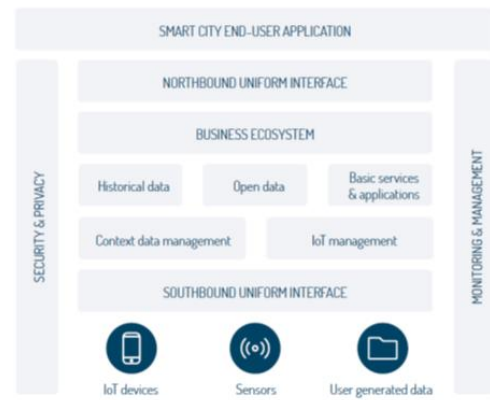 SMART CITY END-USER APPLICATION
SECURITY & PRIVACY
NORTHBOUND UNIFORM INTERFACE
BUSINESS ECOSYSTEM
Historical data
Open data
Basic services
& applications
Context data management
IoT management
SOUTHBOUND UNIFORM INTERFACE
IoT devices
Sensors
User generated data
MONITORING & MANAGEMENT